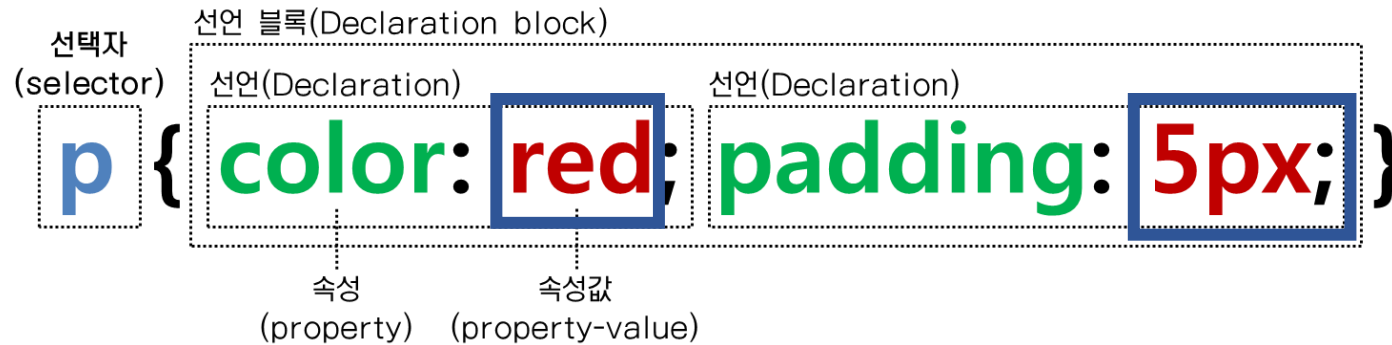 선언 블록(Declaration block)
선택자
(selector)
선언(Declaration) 선언(Declaration)
p { color: red; padding: 5px; }
속성 속성값
(property) (property-value)